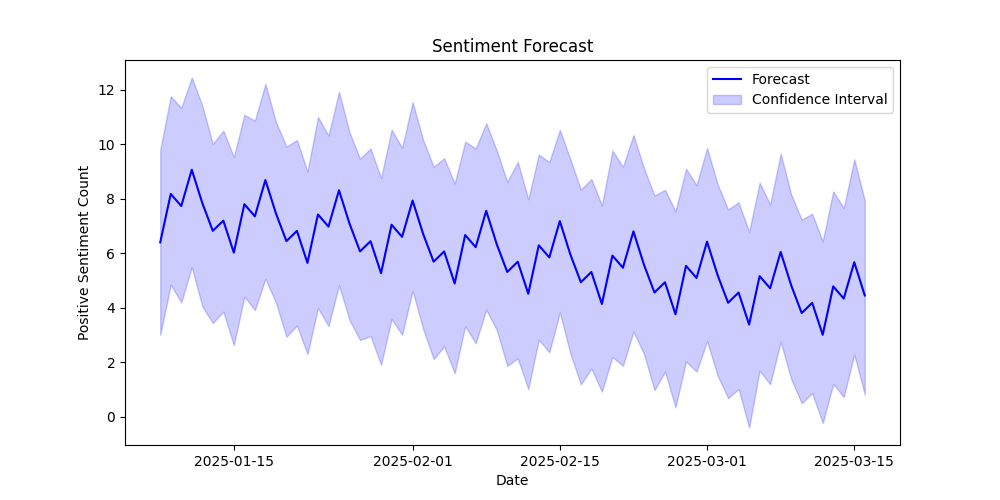 Sentiment Forecast
Forecast
Confidence Interval
Positive Sentiment Count
12
10
8
6
4
2
0
2025-01-15 2025-02-01 2025-02-15 2025-03-01 2025-03-15
Date